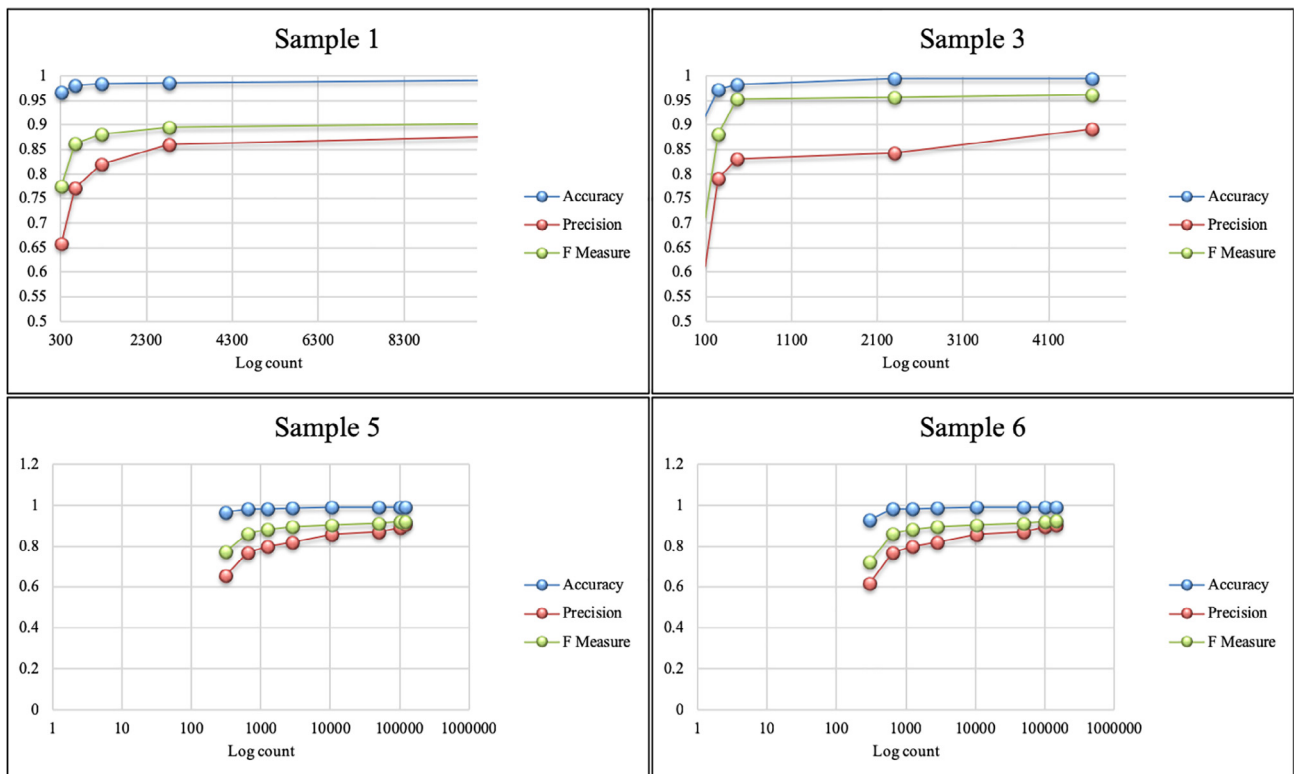 Sample 1
1
0.95
0.9
0.85
0.8
0.75
0.7
0.65
0.6
0.55
0.5
300 2300 4300 6300 8300
Log count
Accuracy
Precision
F Measure
Sample 3
1
0.95
0.9
0.85
0.8
0.75
0.7
0.65
0.6
0.55
0.5
100 1100 2100 3100 4100
Log count
Accuracy
Precision
F Measure
Sample 5
1.2
1
0.8
0.6
0.4
0.2
0
1 10 100 1000 10000 100000 1000000
Log count
Accuracy
Precision
F Measure
Sample 6
1.2
1
0.8
0.6
0.4
0.2
0
1 10 100 1000 10000 100000 1000000
Log count
Accuracy
Precision
F Measure